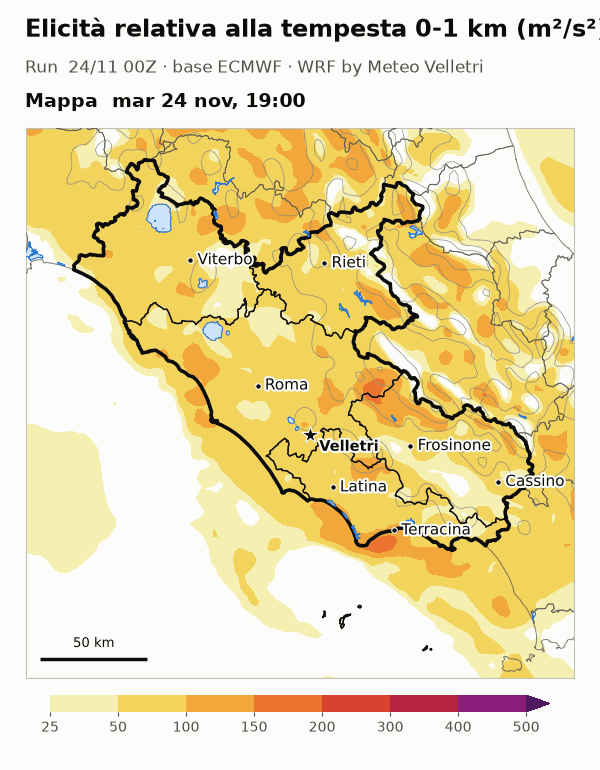 Elicità relativa alla tempesta 0-1 km (m²/s²)
Run  24/11 00Z · base ECMWF · WRF by Meteo Velletri
Mappa  mar 24 nov, 19:00
Viterbo
Rieti
Roma
Velletri
Frosinone
Cassino
Latina
Terracina
50 km
25 50 100 150 200 300 400 500